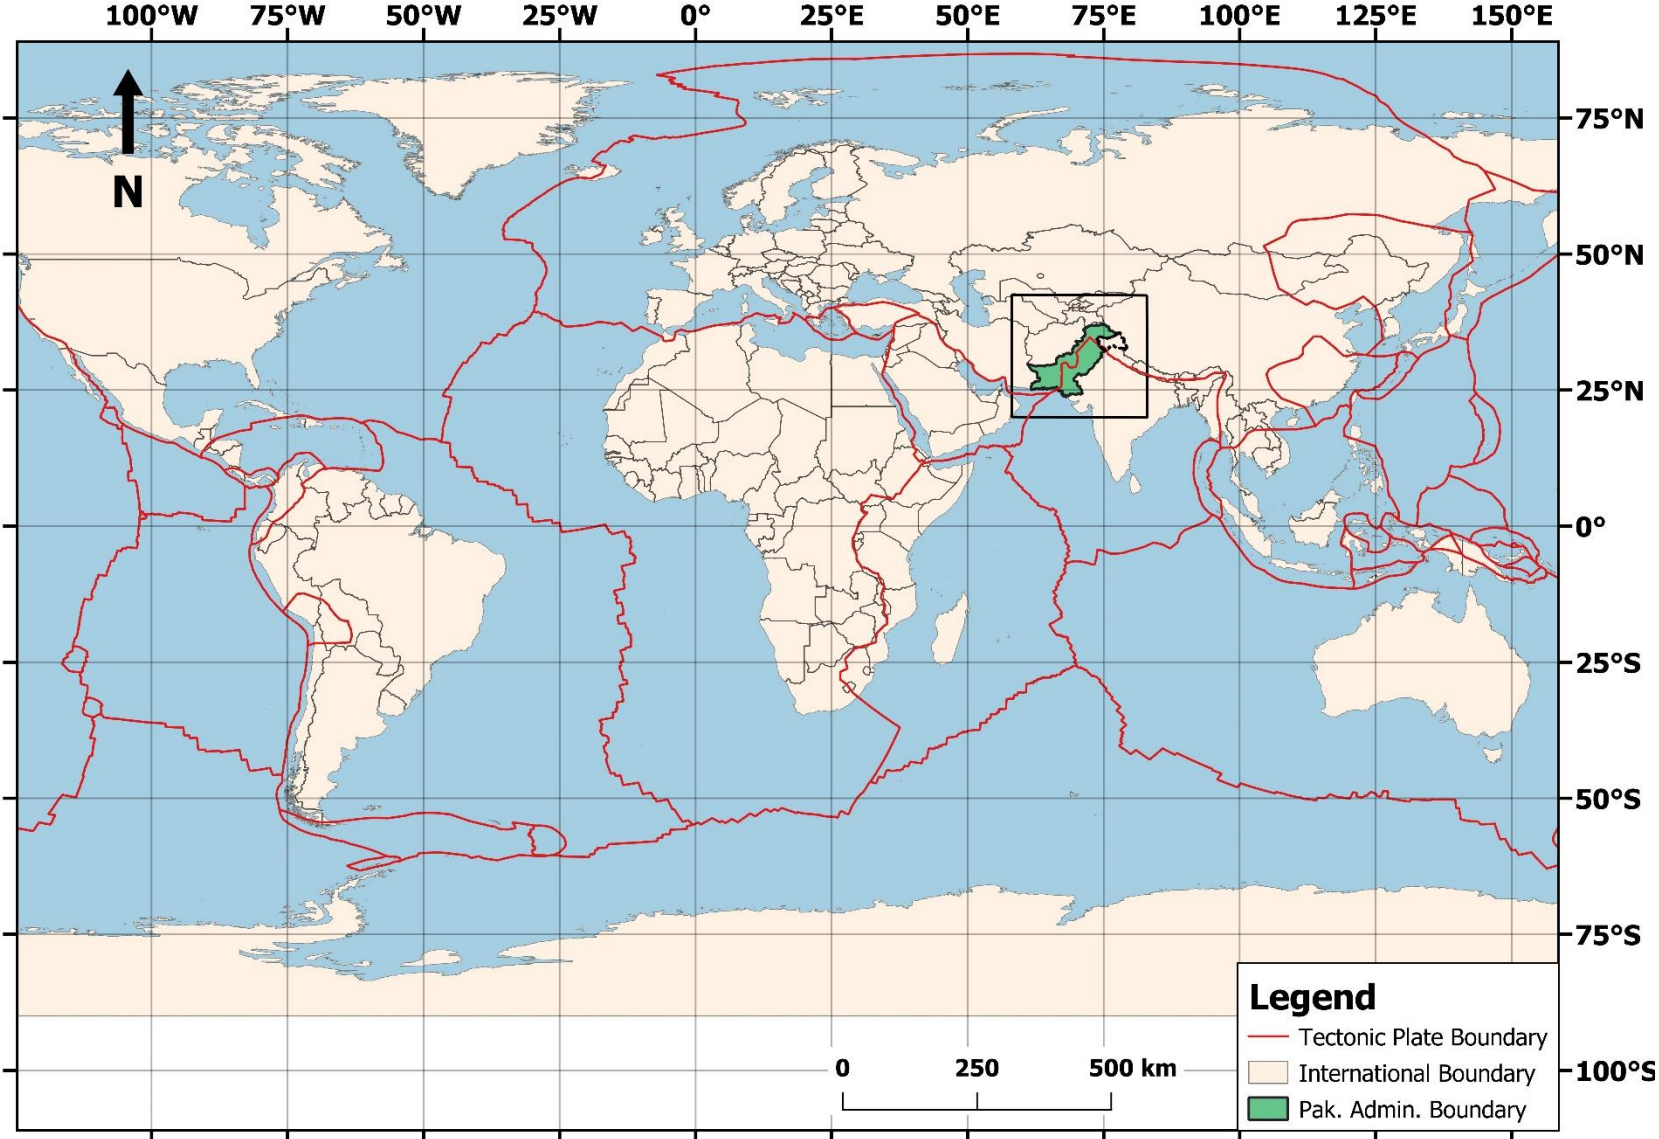 100°W 75°W 50°W 25°W 0° 25°E 50°E 75°E 100°E 125°E 150°E
N
75°N
50°N
25°N
0°
25°S
50°S
75°S
100°S
Legend
Tectonic Plate Boundary
International Boundary
Pak. Admin. Boundary
0 250 500 km